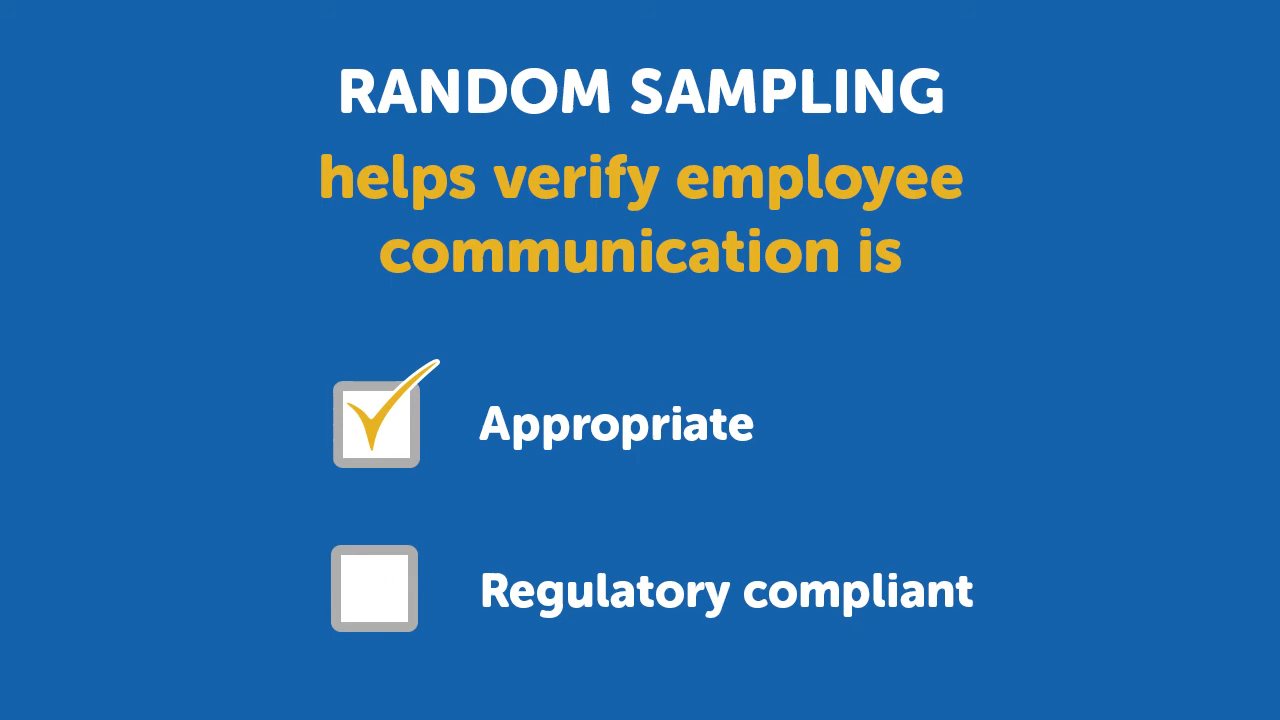 RANDOM SAMPLING
helps verify employee
communication is
Appropriate
Regulatory compliant